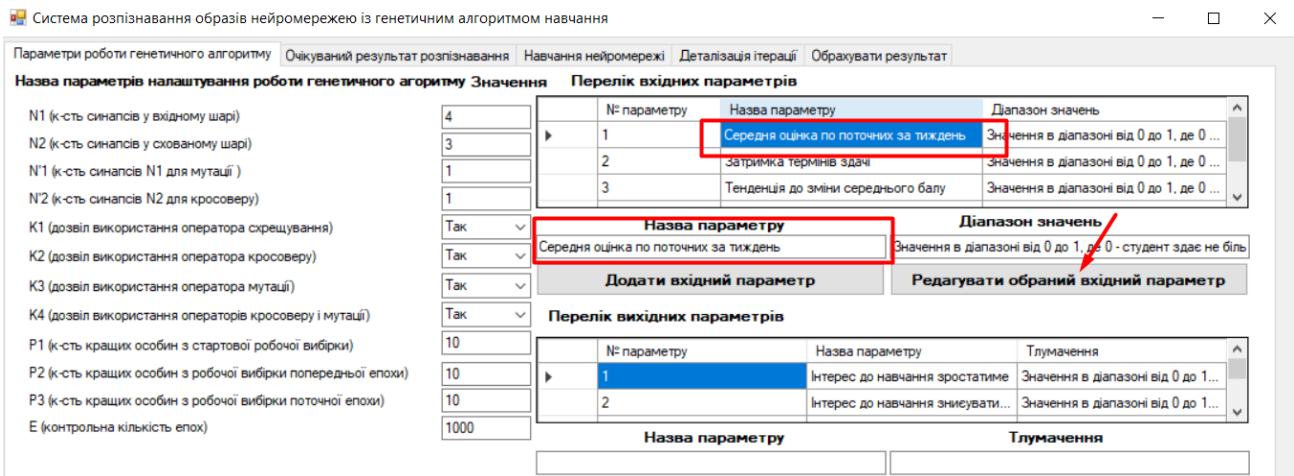 Система розпізнавання образів нейромережею із генетичним алгоритмом навчання
Параметри роботи генетичного алгоритму Очікуваний результат розпізнавання Навчання нейромережі Деталізація ітерації Обрахувати результат
Назва параметрів налаштування роботи генетичного агоритму Значення
N1 (к-сть синапсів у вхідному шарі) 4
N2 (к-сть синапсів у схованому шарі) 3
N'1 (к-сть синапсів N1 для мутації ) 1
N'2 (к-сть синапсів N2 для кросоверу) 1
K1 (дозвіл використання оператора схрещування) Так
K2 (дозвіл використання оператора кросоверу) Так
K3 (дозвіл використання оператора мутації) Так
K4 (дозвіл використання операторів кросоверу і мутації) Так
P1 (к-сть кращих особин з стартової робочої вибірки) 10
P2 (к-сть кращих особин з робочої вибірки попередньої епохи) 10
P3 (к-сть кращих особин з робочої вибірки поточної епохи) 10
E (контрольна кількість епох) 1000
Перелік вхідних параметрів
№ параметру Назва параметру Діапазон значень
1 Середня оцінка по поточних за тиждень Значення в діапазоні від 0 до 1, де 0 ...
2 Затримка термінів здачі Значення в діапазоні від 0 до 1, де 0 ...
3 Тенденція до зміни середнього балу Значення в діапазоні від 0 до 1, де 0 ...
Назва параметру Діапазон значень
Середня оцінка по поточних за тиждень Значення в діапазоні від 0 до 1, де 0 - студент здає не біль
Додати вхідний параметр Редагувати обраний вхідний параметр
Перелік вихідних параметрів
№ параметру Назва параметру Тлумачення
1 Інтерес до навчання зростатиме Значення в діапазоні від 0 до 1...
2 Інтерес до навчання знисувати... Значення в діапазоні від 0 до 1...
Назва параметру Тлумачення